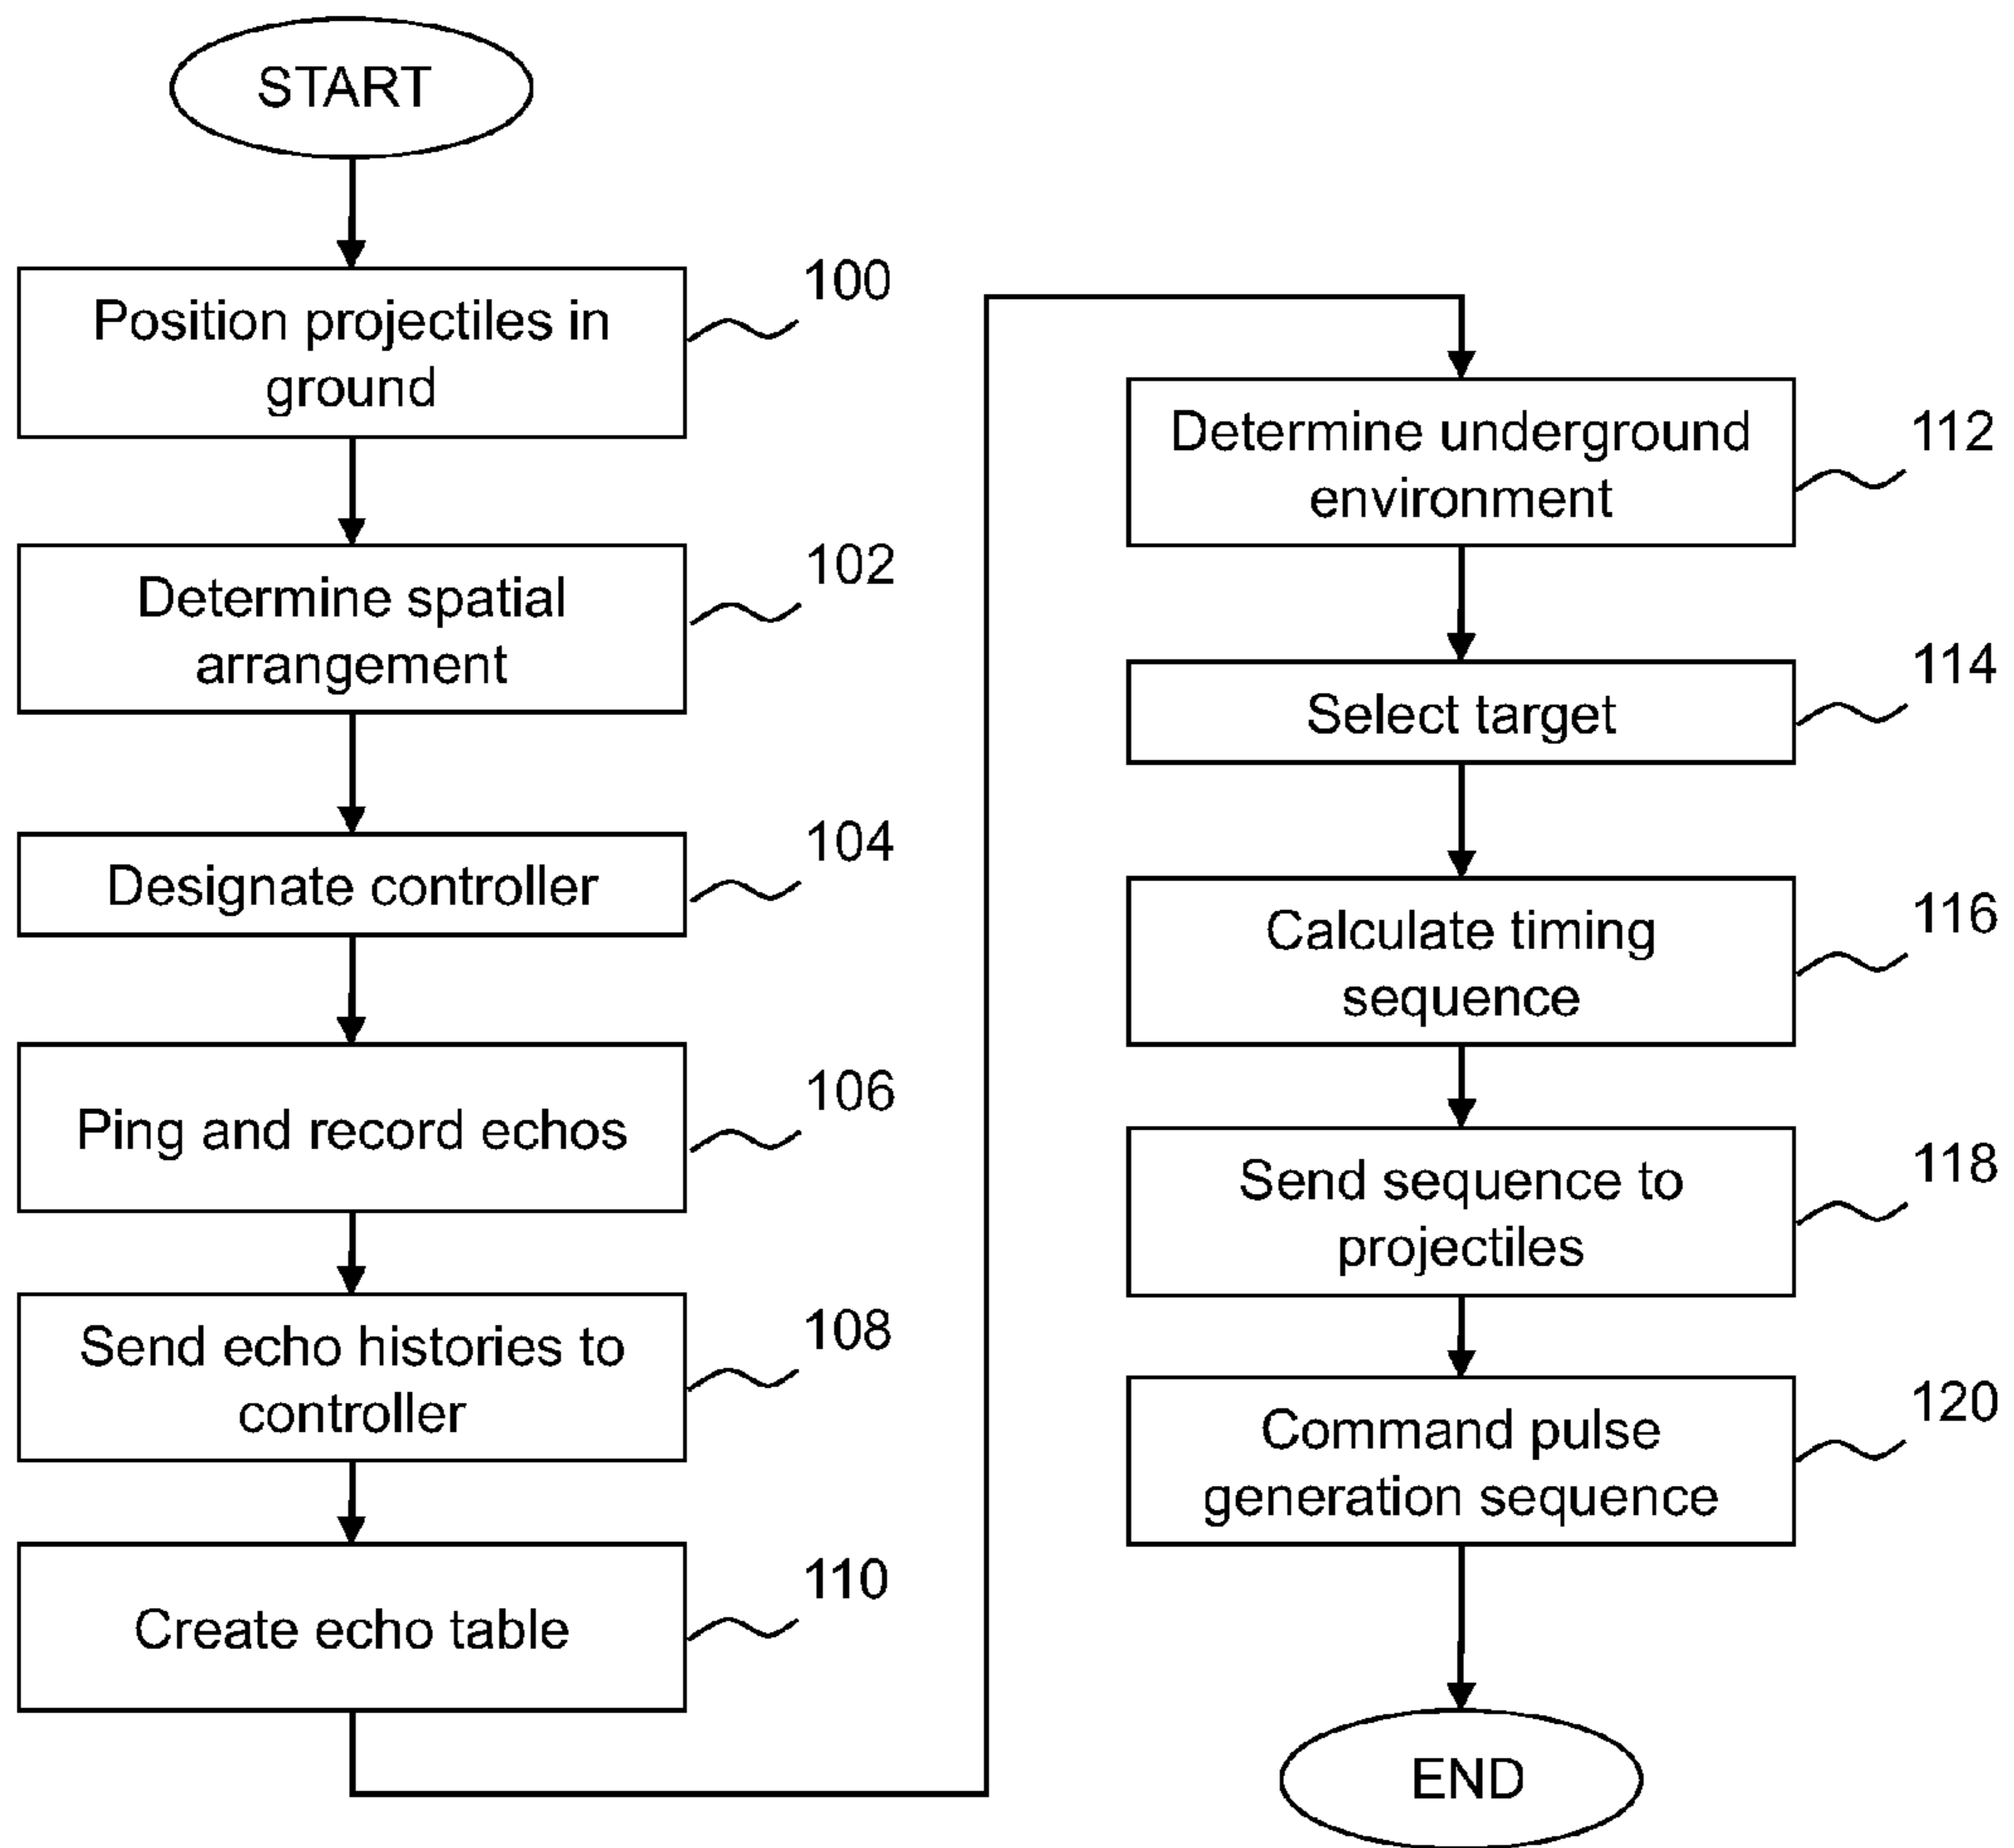 START
Position projectiles in
ground
100
Determine spatial
arrangement
102
Designate controller
104
Ping and record echos
106
Send echo histories to
controller
108
Create echo table
110
Determine underground
environment
112
Select target
114
Calculate timing
sequence
116
Send sequence to
projectiles
118
Command pulse
generation sequence
120
END